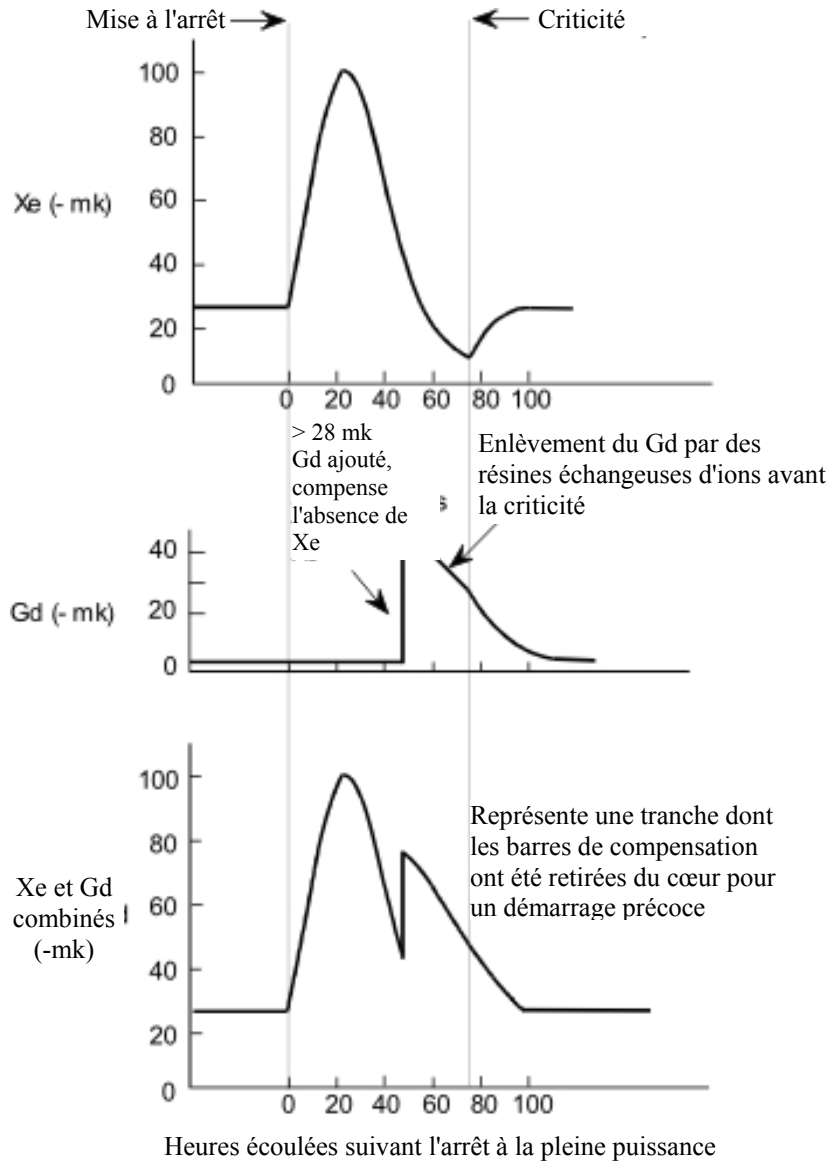 Mise à l'arrêt
Criticité
100
80
Xe (- mk)
60
40
20
0
0 20 40 60 80 100
> 28 mk
Gd ajouté,
compense
l'absence de
Xe
Enlèvement du Gd par des
résines échangeuses d'ions avant
la criticité
40
Gd (- mk)
20
0
100
80
60
40
20
0
Xe et Gd
combinés
(-mk)
Représente une tranche dont
les barres de compensation
ont été retirées du cœur pour
un démarrage précoce
0 20 40 60 80 100
Heures écoulées suivant l'arrêt à la pleine puissance